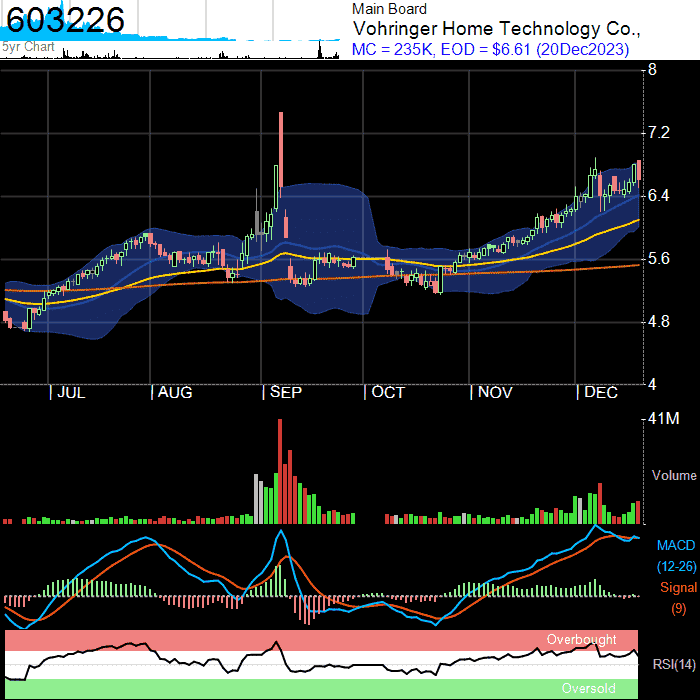 603226
5yr Chart
Main Board
Vohringer Home Technology Co.,
MC = 235K, EOD = $6.61 (20Dec2023)
8
7.2
6.4
5.6
4.8
4
| JUL | AUG | SEP | OCT | NOV | DEC
41M
Volume
MACD
(12-26)
Signal
(9)
Overbought
RSI(14)
Oversold